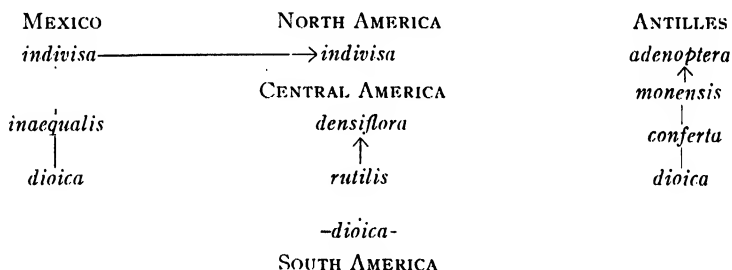 MEXICO NORTH AMERICA ANTILLES
indivisa indivisa adenoptera
CENTRAL AMERICA monensis
inaequalis densiflora conferta
dioica rutilis dioica
-dioica-
SOUTH AMERICA